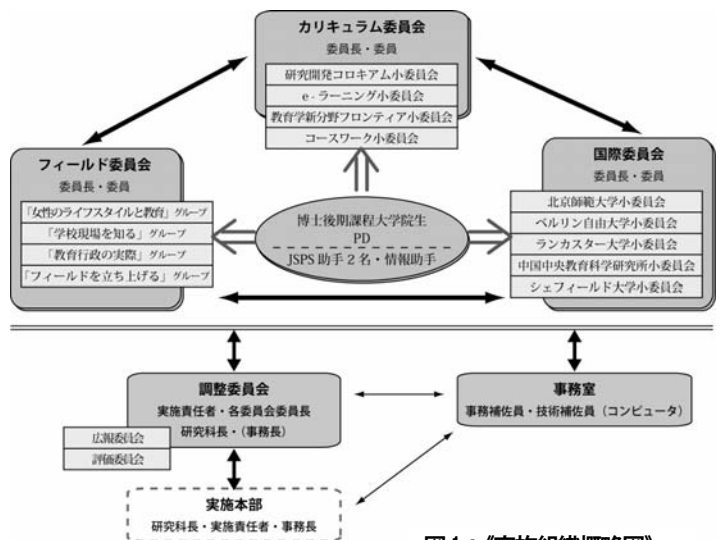 カリキュラム委員会
委員長・委員
研究開発コロキアム小委員会
e-ラーニング小委員会
教育学新分野フロンティア小委員会
コースワーク小委員会
フィールド委員会
委員長・委員
「女性のライフスタイルと教育」グループ
「学校現場を知る」グループ
「教育行政の実際」グループ
「フィールドを立ち上げる」グループ
博士後期課程大学院生
PD
JSPS 助手2名・情報助手
国際委員会
委員長・委員
北京師範大学小委員会
ベルリン自由大学小委員会
ランカスター大学小委員会
中国中央教育科学研究所小委員会
シェフィールド大学小委員会
調整委員会
実施責任者・各委員会委員長
研究科長・(事務長)
広報委員会
評価委員会
事務室
事務補佐員・技術補佐員(コンピュータ)
実施本部
研究科長・実施責任者・事務長